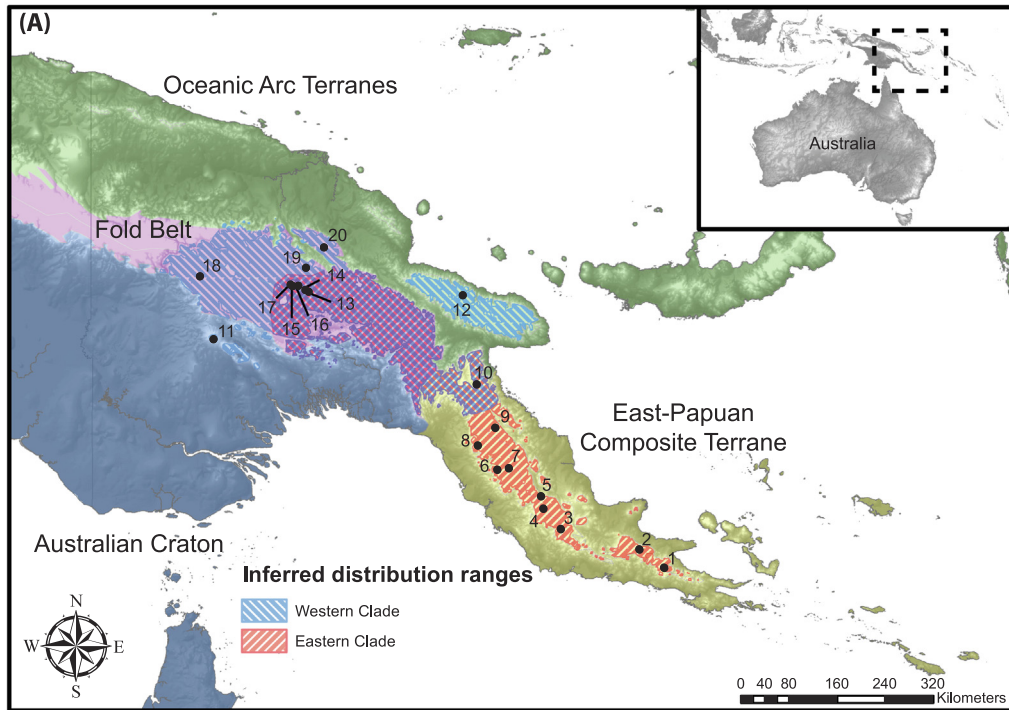 (A)
Oceanic Arc Terranes
Australia
Fold Belt
20
19
18
14
17
13
12
15
16
11
10
East-Papuan
Composite Terrane
9
8
7
6
5
4
3
2
1
Australian Craton
Inferred distribution ranges
Western Clade
Eastern Clade
N
W
E
S
0 40 80 160 240 320
Kilometers